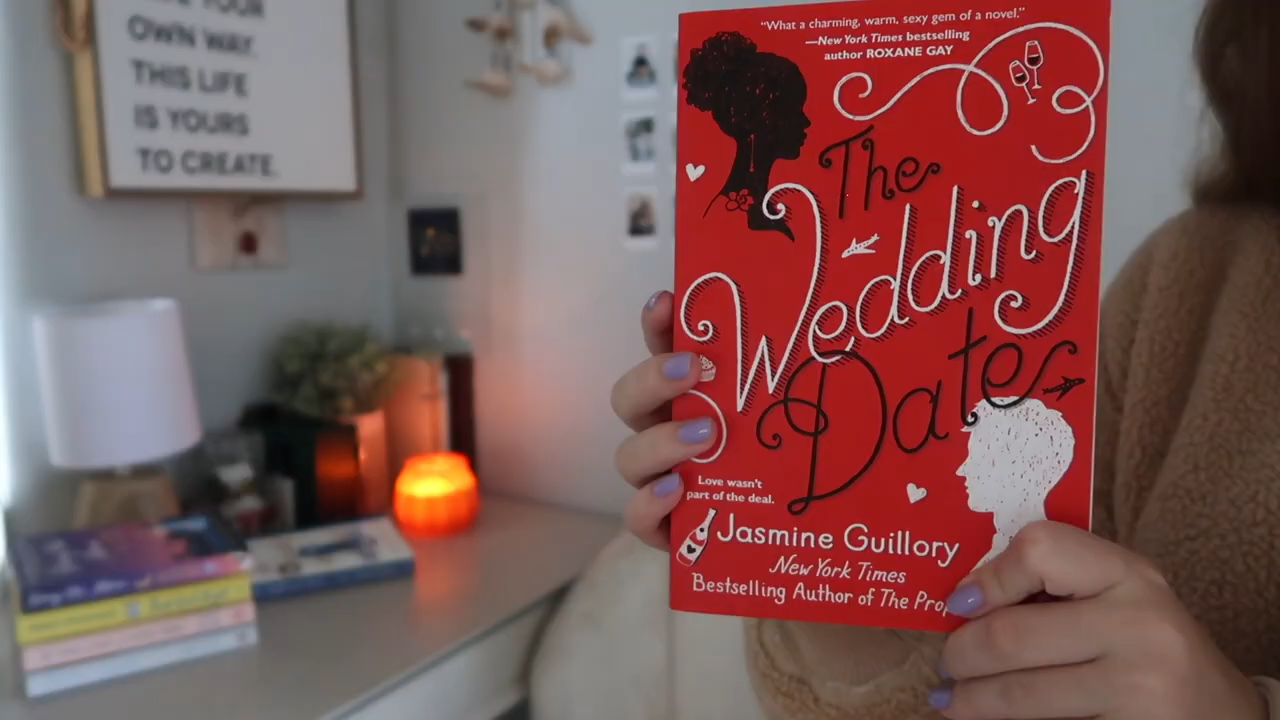 YOUR
OWN WAY.
THIS LIFE
IS YOURS
TO CREATE.
"What a charming, warm, sexy gem of a novel."
—New York Times bestselling
author ROXANE GAY
The
Wedding
Date
Love wasn't
part of the deal.
Jasmine Guillory
New York Times
Bestselling Author of The Prop